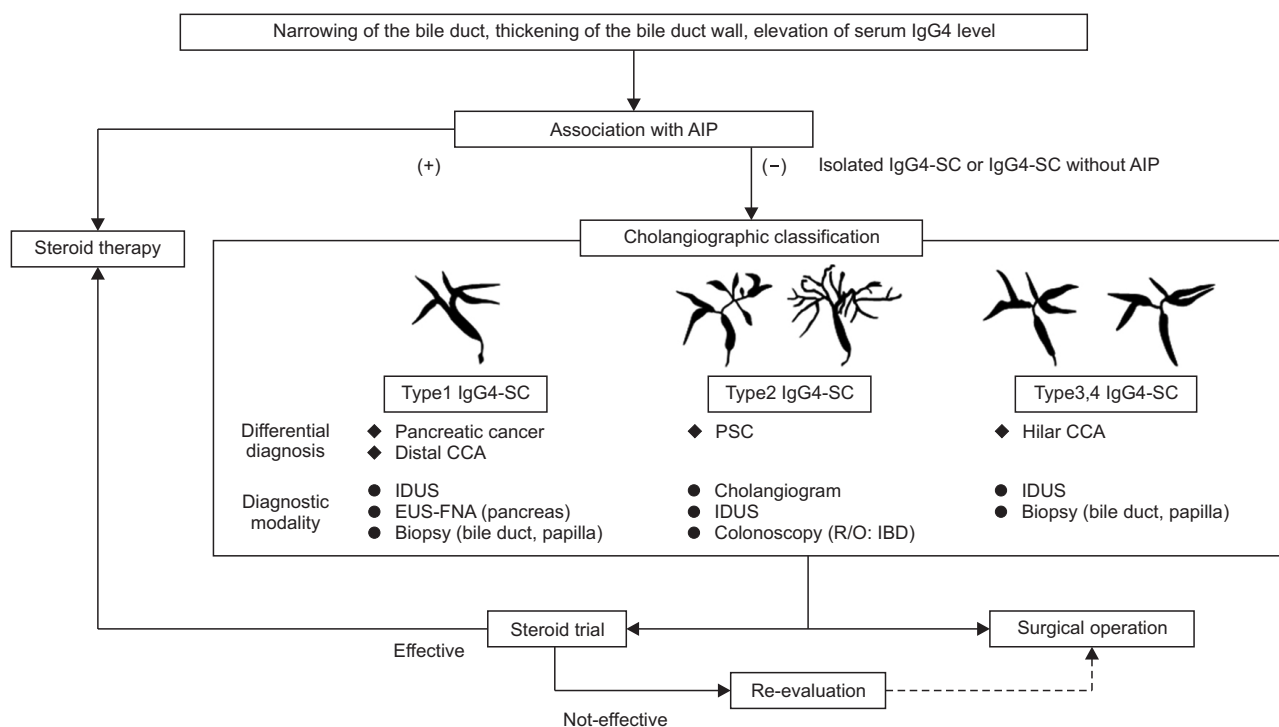 Narrowing of the bile duct, thickening of the bile duct wall, elevation of serum IgG4 level
Association with AIP
(+)
(−)
Isolated IgG4-SC or IgG4-SC without AIP
Steroid therapy
Cholangiographic classification
Type1 IgG4-SC
Type2 IgG4-SC
Type3,4 IgG4-SC
Differential
diagnosis
◆ Pancreatic cancer
◆ Distal CCA
◆ PSC
◆ Hilar CCA
Diagnostic
modality
● IDUS
● EUS-FNA (pancreas)
● Biopsy (bile duct, papilla)
● Cholangiogram
● IDUS
● Colonoscopy (R/O: IBD)
● IDUS
● Biopsy (bile duct, papilla)
Steroid trial
Surgical operation
Effective
Re-evaluation
Not-effective